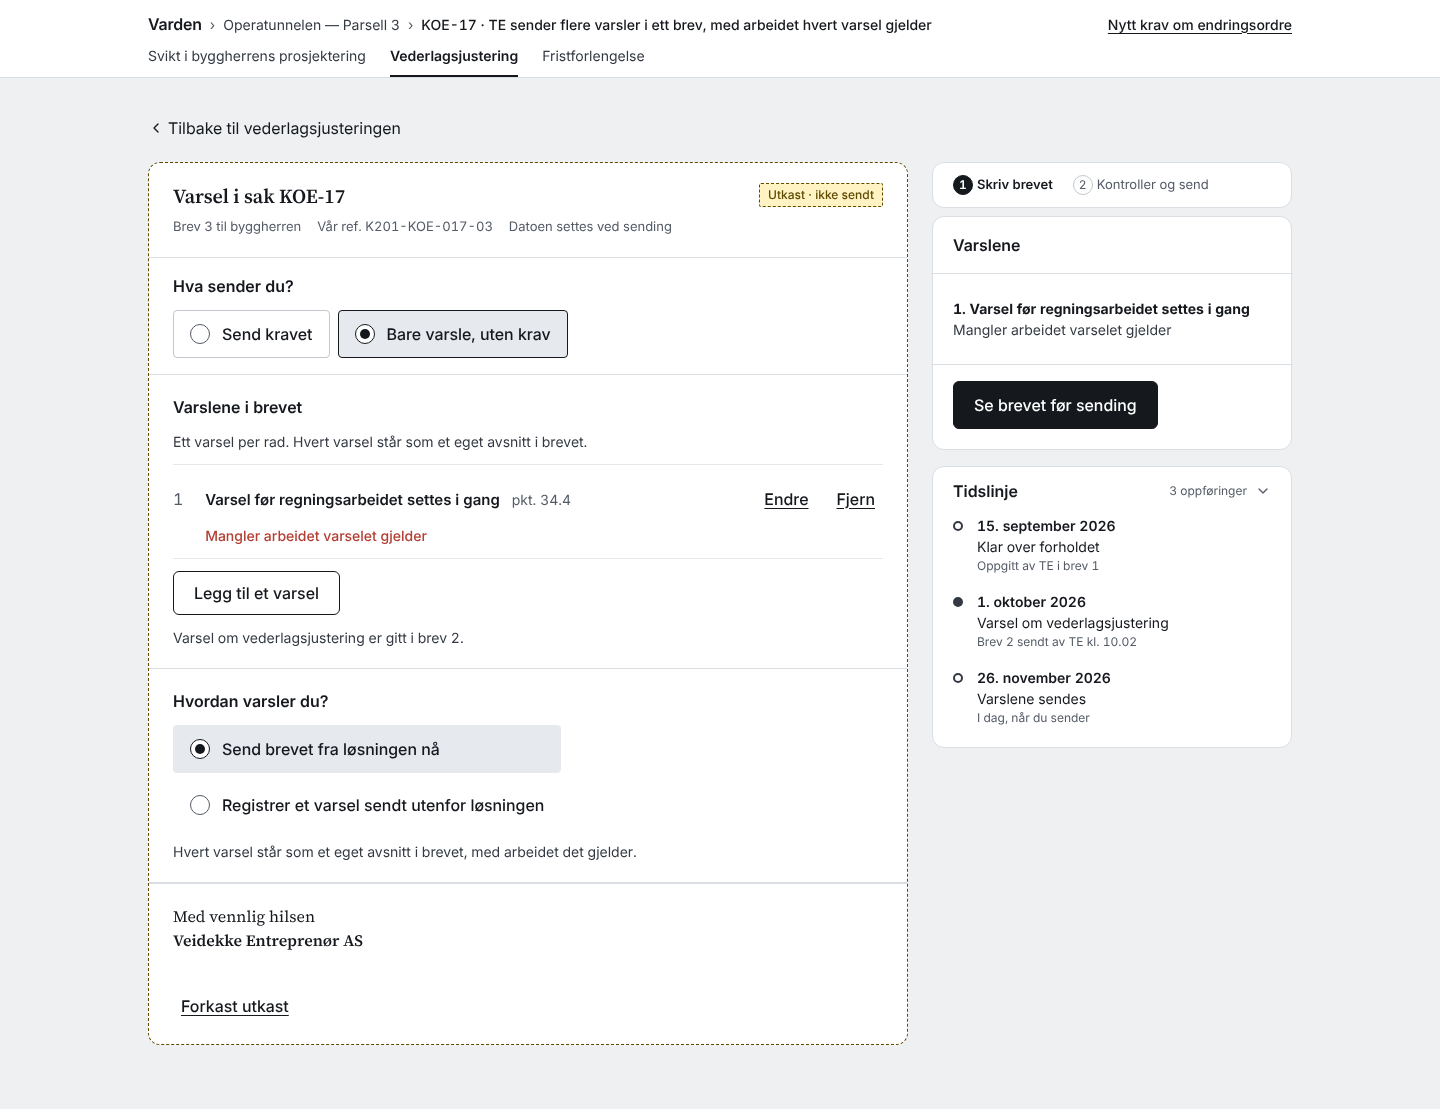 Varden › Operatunnelen — Parsell 3 › KOE-17 · TE sender flere varsler i ett brev, med arbeidet hvert varsel gjelder
Nytt krav om endringsordre
Svikt i byggherrens prosjektering
Vederlagsjustering
Fristforlengelse
Tilbake til vederlagsjusteringen
Varsel i sak KOE-17
Utkast · ikke sendt
Brev 3 til byggherren
Vår ref. K201-KOE-017-03
Datoen settes ved sending
Hva sender du?
Send kravet
Bare varsle, uten krav
Varslene i brevet
Ett varsel per rad. Hvert varsel står som et eget avsnitt i brevet.
1 Varsel før regningsarbeidet settes i gang pkt. 34.4
Endre
Fjern
Mangler arbeidet varselet gjelder
Legg til et varsel
Varsel om vederlagsjustering er gitt i brev 2.
Hvordan varsler du?
Send brevet fra løsningen nå
Registrer et varsel sendt utenfor løsningen
Hvert varsel står som et eget avsnitt i brevet, med arbeidet det gjelder.
Med vennlig hilsen
Veidekke Entreprenør AS
Forkast utkast
1 Skriv brevet
2 Kontroller og send
Varslene
1. Varsel før regningsarbeidet settes i gang
Mangler arbeidet varselet gjelder
Se brevet før sending
Tidslinje
3 oppføringer
15. september 2026
Klar over forholdet
Oppgitt av TE i brev 1
1. oktober 2026
Varsel om vederlagsjustering
Brev 2 sendt av TE kl. 10.02
26. november 2026
Varslene sendes
I dag, når du sender